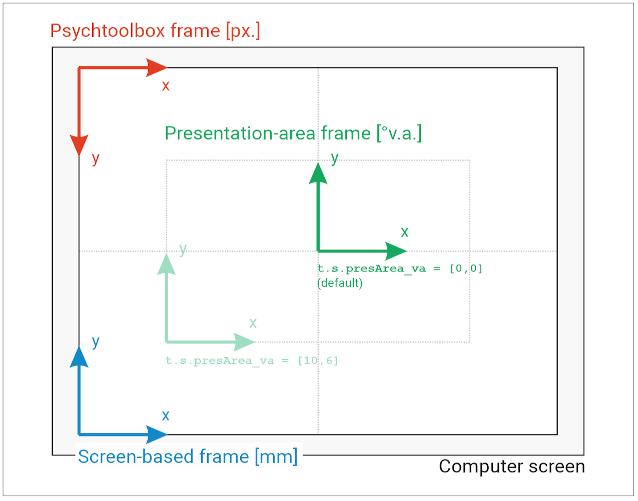 Psychtoolbox frame [px.]
x
y
Presentation-area frame [°v.a.]
y
x
t.s.presArea_va = [0,0]
(default)
y
x
t.s.presArea_va = [10,6]
y
x
Screen-based frame [mm]
Computer screen